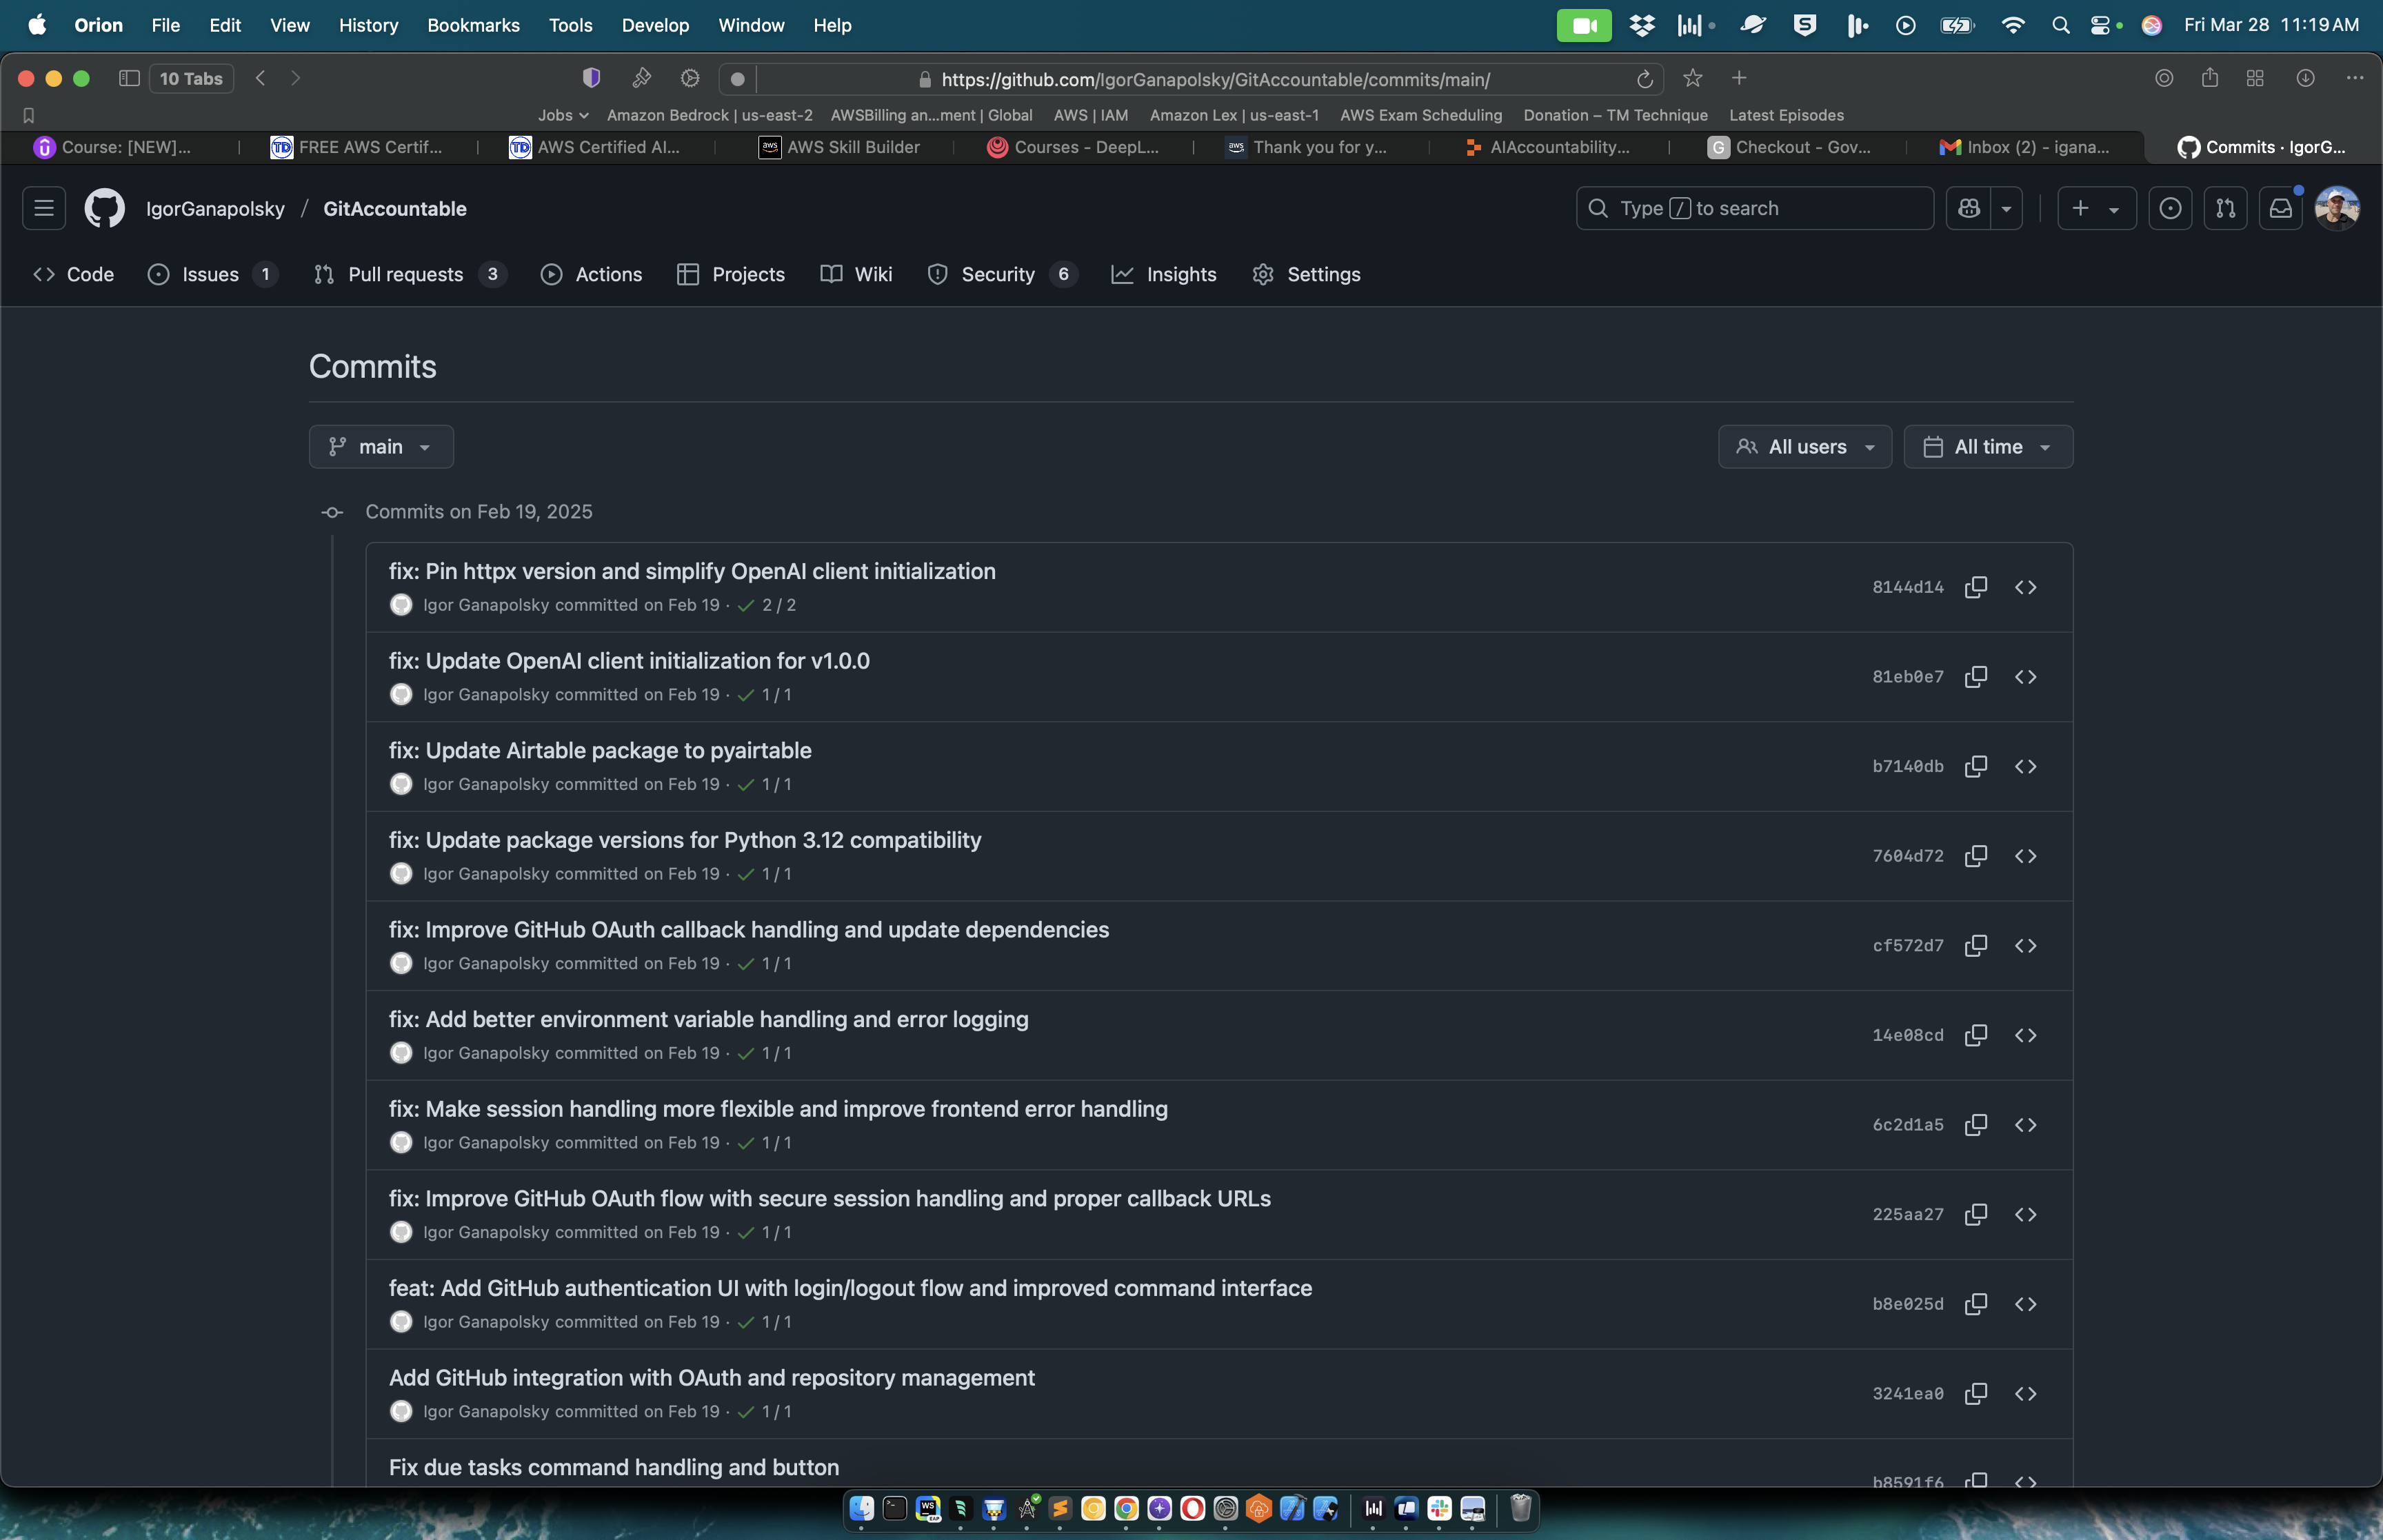 Orion File Edit View History Bookmarks Tools Develop Window Help Fri Mar 28 11:19 AM
10 Tabs https://github.com/IgorGanapolsky/GitAccountable/commits/main/
Jobs Amazon Bedrock | us-east-2 AWSBilling an...ment | Global AWS | IAM Amazon Lex | us-east-1 AWS Exam Scheduling Donation – TM Technique Latest Episodes
Course: [NEW]... FREE AWS Certif... AWS Certified AI... AWS Skill Builder Courses - DeepL... Thank you for y... AIAccountability... Checkout - Gov... Inbox (2) - igana... Commits · IgorG...
IgorGanapolsky / GitAccountable Type / to search
Code Issues 1 Pull requests 3 Actions Projects Wiki Security 6 Insights Settings
Commits
main All users All time
Commits on Feb 19, 2025
fix: Pin httpx version and simplify OpenAI client initialization
Igor Ganapolsky committed on Feb 19 · 2 / 2
8144d14
fix: Update OpenAI client initialization for v1.0.0
Igor Ganapolsky committed on Feb 19 · 1 / 1
81eb0e7
fix: Update Airtable package to pyairtable
Igor Ganapolsky committed on Feb 19 · 1 / 1
b7140db
fix: Update package versions for Python 3.12 compatibility
Igor Ganapolsky committed on Feb 19 · 1 / 1
7604d72
fix: Improve GitHub OAuth callback handling and update dependencies
Igor Ganapolsky committed on Feb 19 · 1 / 1
cf572d7
fix: Add better environment variable handling and error logging
Igor Ganapolsky committed on Feb 19 · 1 / 1
14e08cd
fix: Make session handling more flexible and improve frontend error handling
Igor Ganapolsky committed on Feb 19 · 1 / 1
6c2d1a5
fix: Improve GitHub OAuth flow with secure session handling and proper callback URLs
Igor Ganapolsky committed on Feb 19 · 1 / 1
225aa27
feat: Add GitHub authentication UI with login/logout flow and improved command interface
Igor Ganapolsky committed on Feb 19 · 1 / 1
b8e025d
Add GitHub integration with OAuth and repository management
Igor Ganapolsky committed on Feb 19 · 1 / 1
3241ea0
Fix due tasks command handling and button
b8591f6